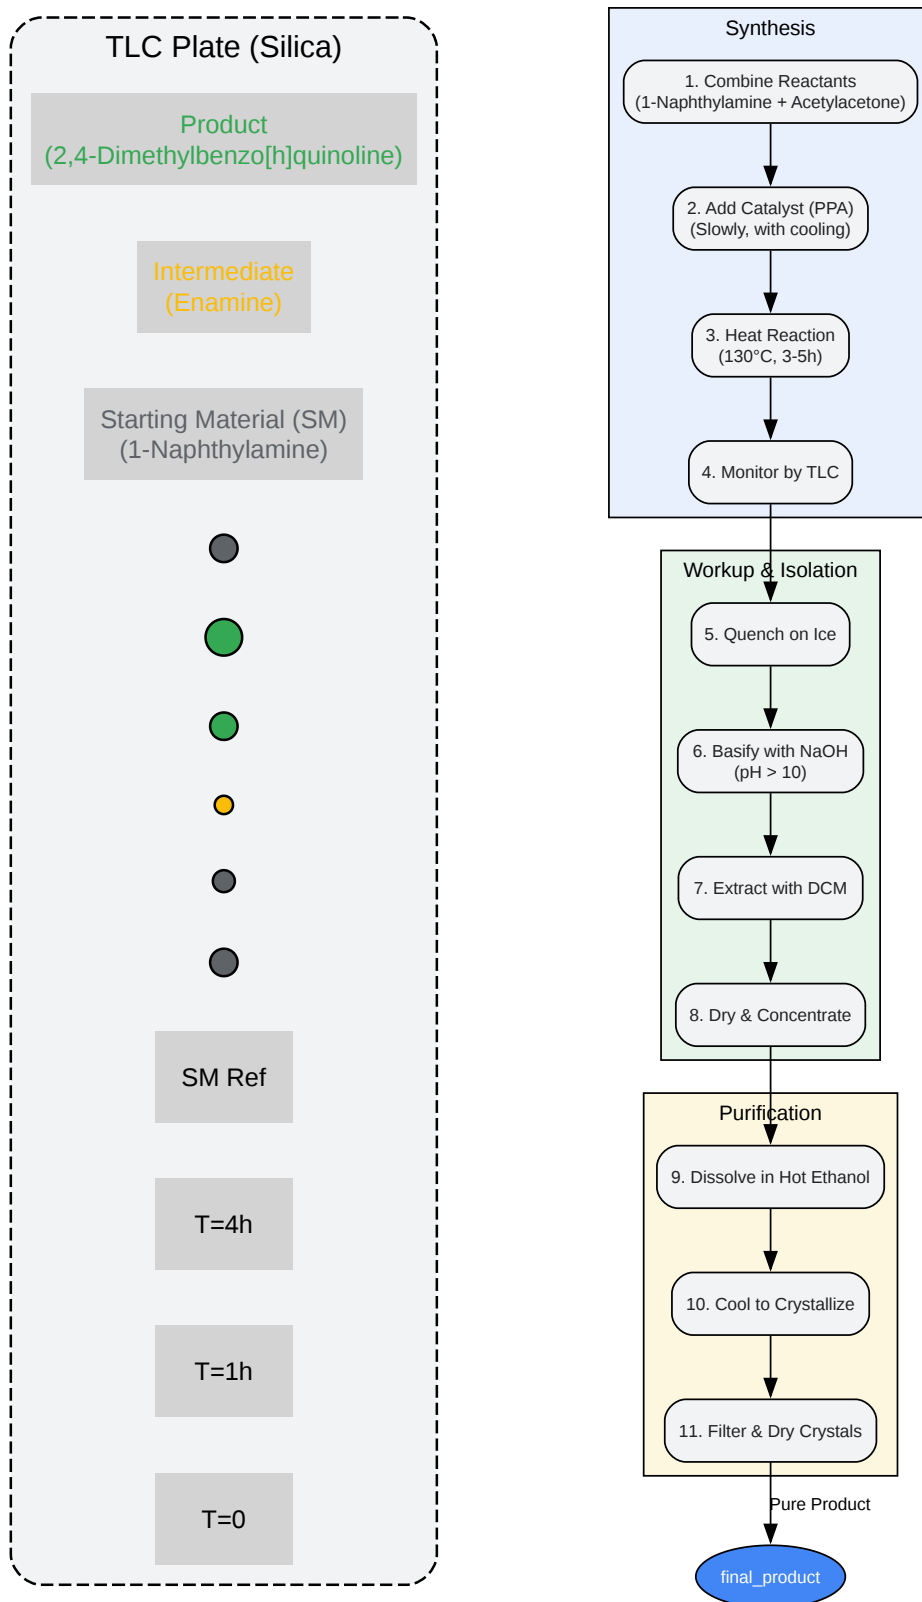 TLC Plate (Silica)
Product
(2,4-Dimethylbenzo[h]quinoline)
Intermediate
(Enamine)
Starting Material (SM)
(1-Naphthylamine)
SM Ref
T=4h
T=1h
T=0
Synthesis
1. Combine Reactants
(1-Naphthylamine + Acetylacetone)
2. Add Catalyst (PPA)
(Slowly, with cooling)
3. Heat Reaction
(130°C, 3-5h)
4. Monitor by TLC
Workup & Isolation
5. Quench on Ice
6. Basify with NaOH
(pH > 10)
7. Extract with DCM
8. Dry & Concentrate
Purification
9. Dissolve in Hot Ethanol
10. Cool to Crystallize
11. Filter & Dry Crystals
Pure Product
final_product